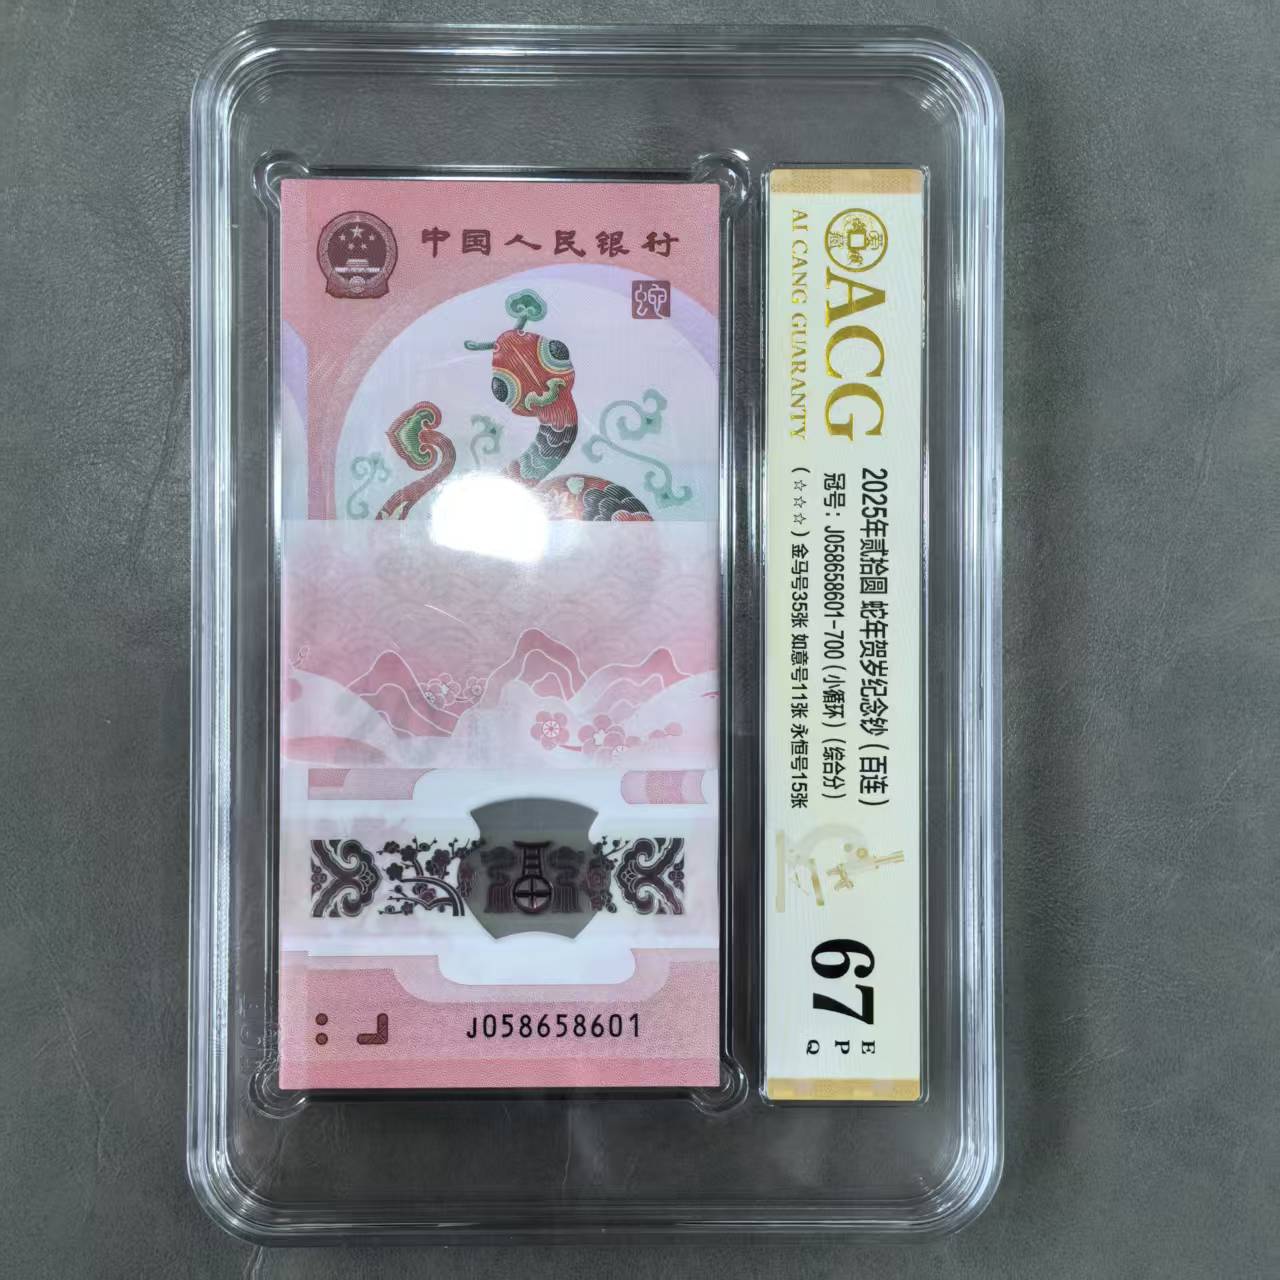 中国人民银行
蛇
J058658601
ACG
AI CANG GUARANTY
2025年贰拾圆 蛇年贺岁纪念钞（百连）
冠号：J058658601-700（小循环）（综合分）
（☆☆☆）金马号35张 如意号11张 永恒号15张
67
E
P
Q